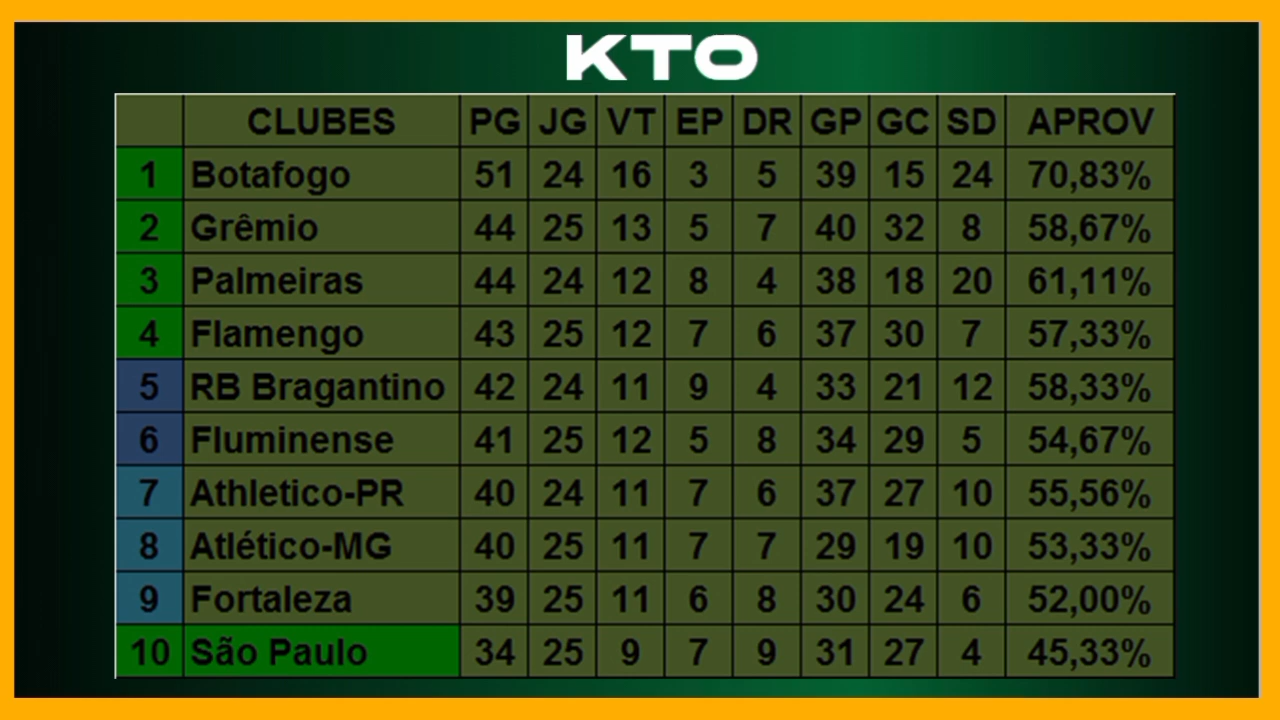 KTO
CLUBES PG JG VT EP DR GP GC SD APROV
1 Botafogo 51 24 16 3 5 39 15 24 70,83%
2 Grêmio 44 25 13 5 7 40 32 8 58,67%
3 Palmeiras 44 24 12 8 4 38 18 20 61,11%
4 Flamengo 43 25 12 7 6 37 30 7 57,33%
5 RB Bragantino 42 24 11 9 4 33 21 12 58,33%
6 Fluminense 41 25 12 5 8 34 29 5 54,67%
7 Athletico-PR 40 24 11 7 6 37 27 10 55,56%
8 Atlético-MG 40 25 11 7 7 29 19 10 53,33%
9 Fortaleza 39 25 11 6 8 30 24 6 52,00%
10 São Paulo 34 25 9 7 9 31 27 4 45,33%